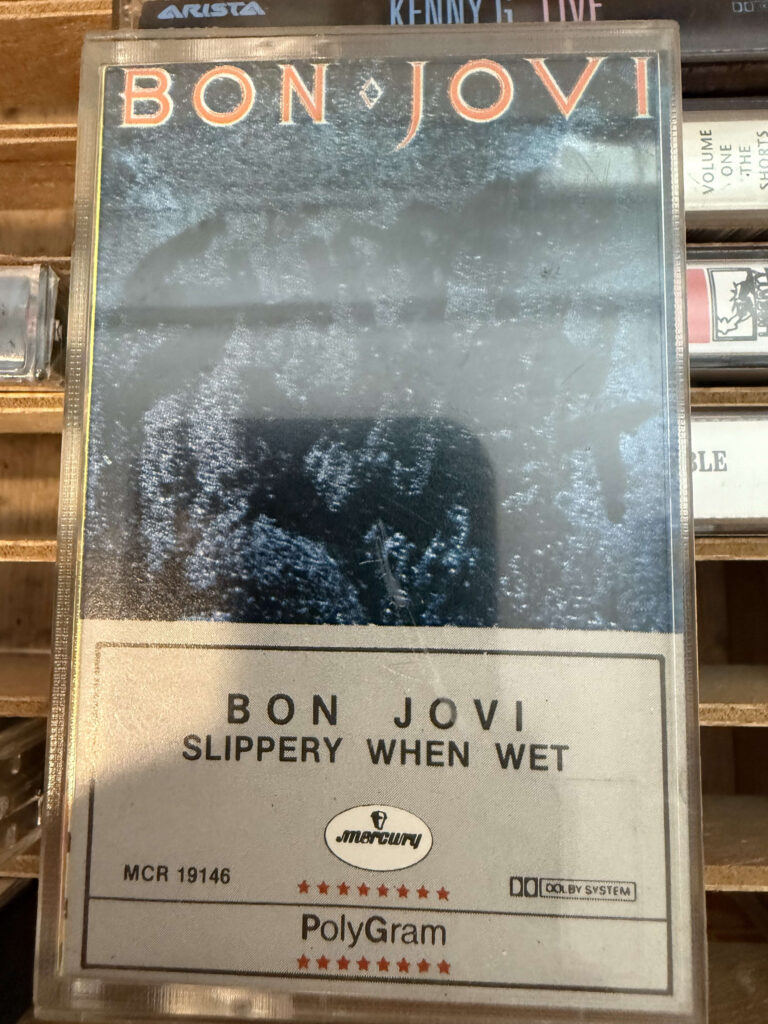 ARISTA
KENNY G LIVE
BON JOVI
VOLUME
ONE
THE
SHORTS
BLE
BON JOVI
SLIPPERY WHEN WET
mercury
MCR 19146
DOLBY SYSTEM
PolyGram